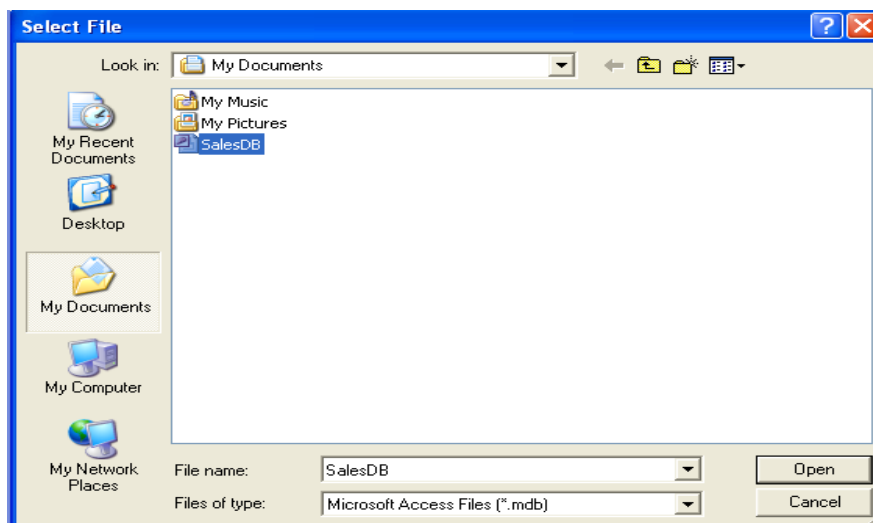 Select File
Look in:
My Documents
My Music
My Pictures
SalesDB
My Recent
Documents
Desktop
My Documents
My Computer
My Network
Places
File name:
SalesDB
Open
Files of type:
Microsoft Access Files (*.mdb)
Cancel